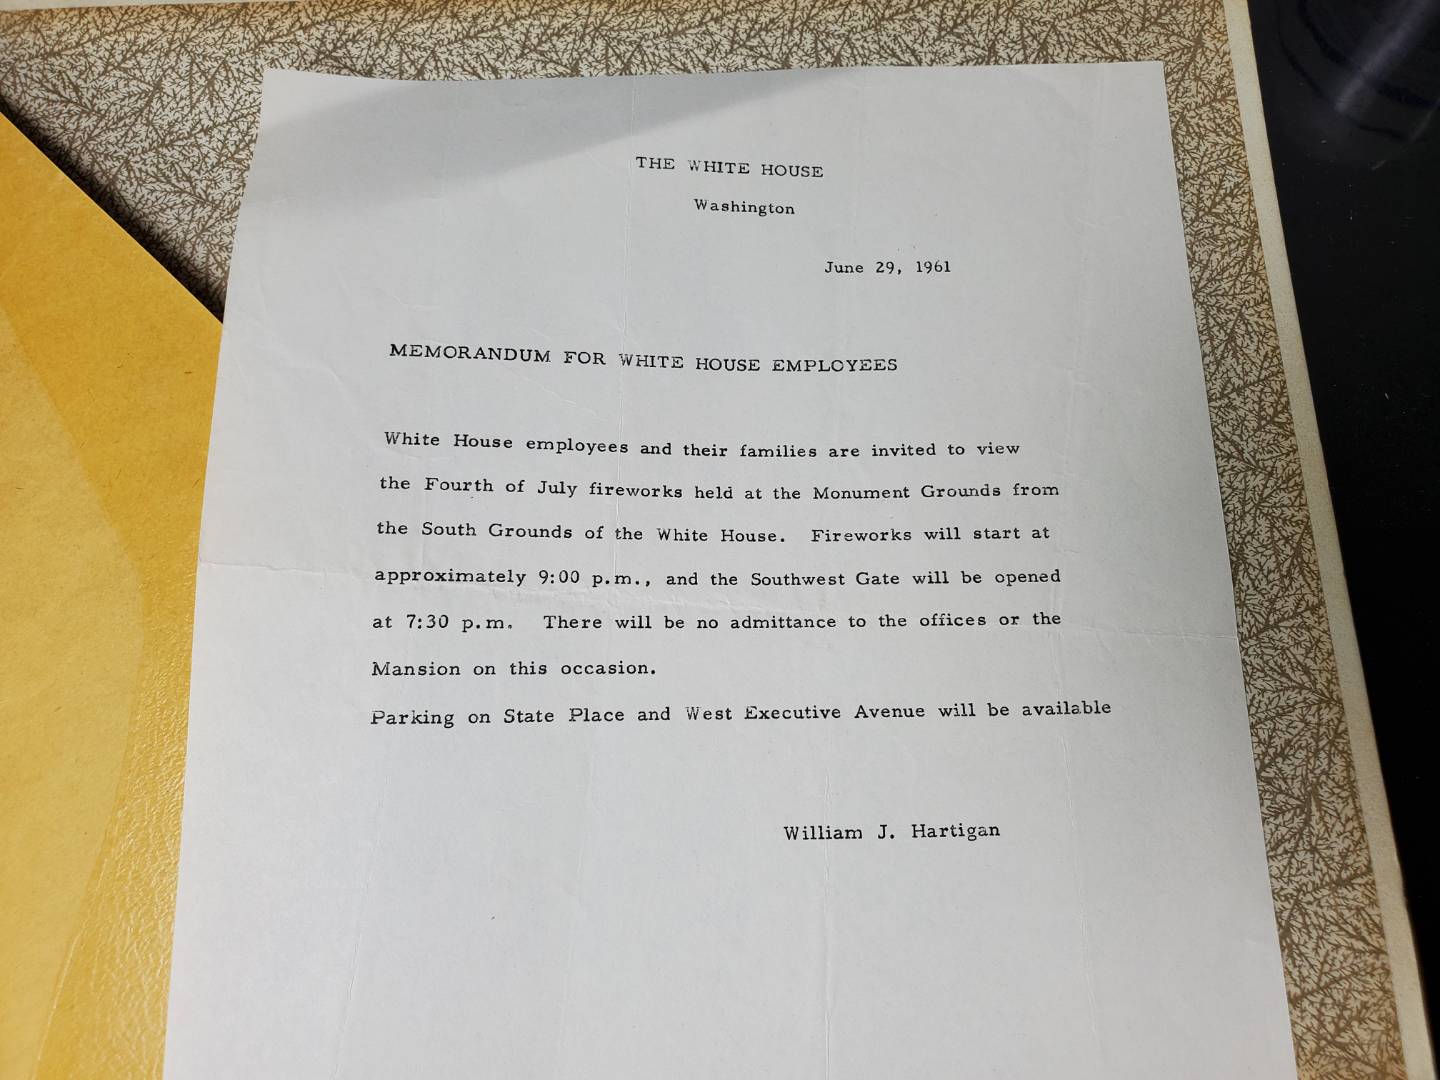 THE WHITE HOUSE
Washington
June 29, 1961
MEMORANDUM FOR WHITE HOUSE EMPLOYEES
White House employees and their families are invited to view
the Fourth of July fireworks held at the Monument Grounds from
the South Grounds of the White House. Fireworks will start at
approximately 9:00 p.m., and the Southwest Gate will be opened
at 7:30 p.m. There will be no admittance to the offices or the
Mansion on this occasion.
Parking on State Place and West Executive Avenue will be available
William J. Hartigan